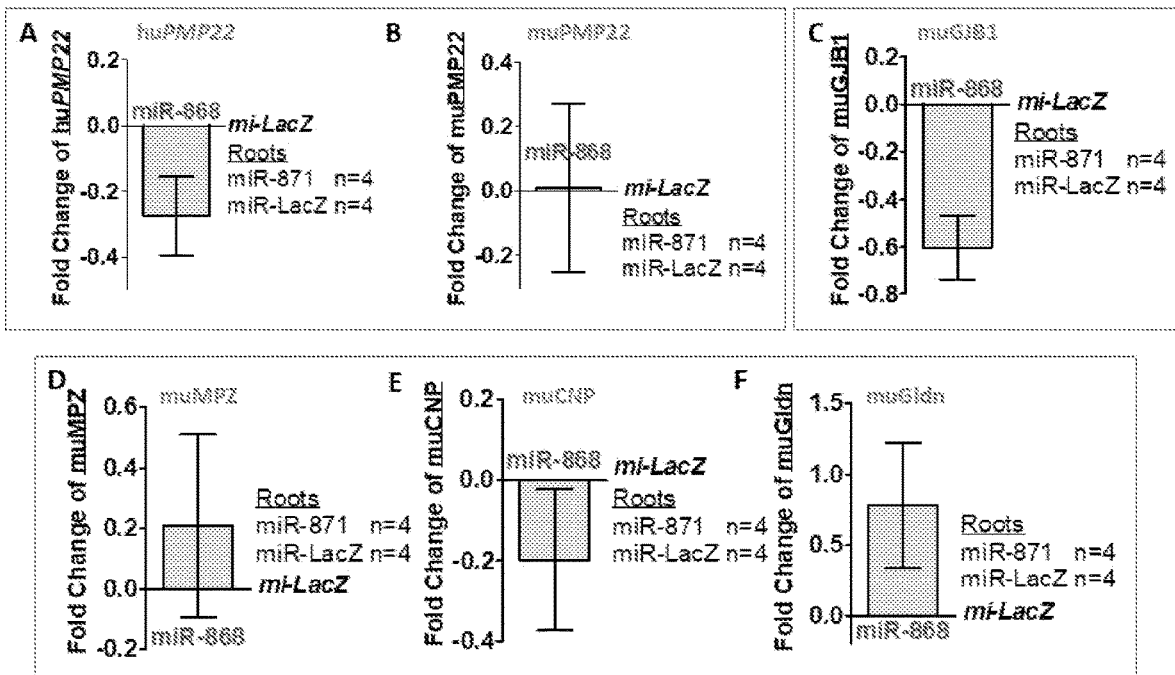 A
huPMP22
Fold Change of huPMP22
0.2
0.0
-0.2
-0.4
miR-868
mi-LacZ
Roots
miR-871 n=4
miR-LacZ n=4
B
muPMP22
Fold Change of muPMP22
0.4
0.2
0.0
-0.2
miR-868
mi-LacZ
Roots
miR-871 n=4
miR-LacZ n=4
C
muGJB1
Fold Change of muGJB1
0.2
0.0
-0.2
-0.4
-0.6
-0.8
miR-868
mi-LacZ
Roots
miR-871 n=4
miR-LacZ n=4
D
muMPZ
Fold Change of muMPZ
0.6
0.4
0.2
0.0
-0.2
Roots
miR-871 n=4
miR-LacZ n=4
mi-LacZ
miR-868
E
muCNP
Fold Change of muCNP
0.2
0.0
-0.2
-0.4
miR-868
mi-LacZ
Roots
miR-871 n=4
miR-LacZ n=4
F
muGldn
Fold Change of muGldn
1.5
1.0
0.5
0.0
Roots
miR-871 n=4
miR-LacZ n=4
mi-LacZ
miR-868